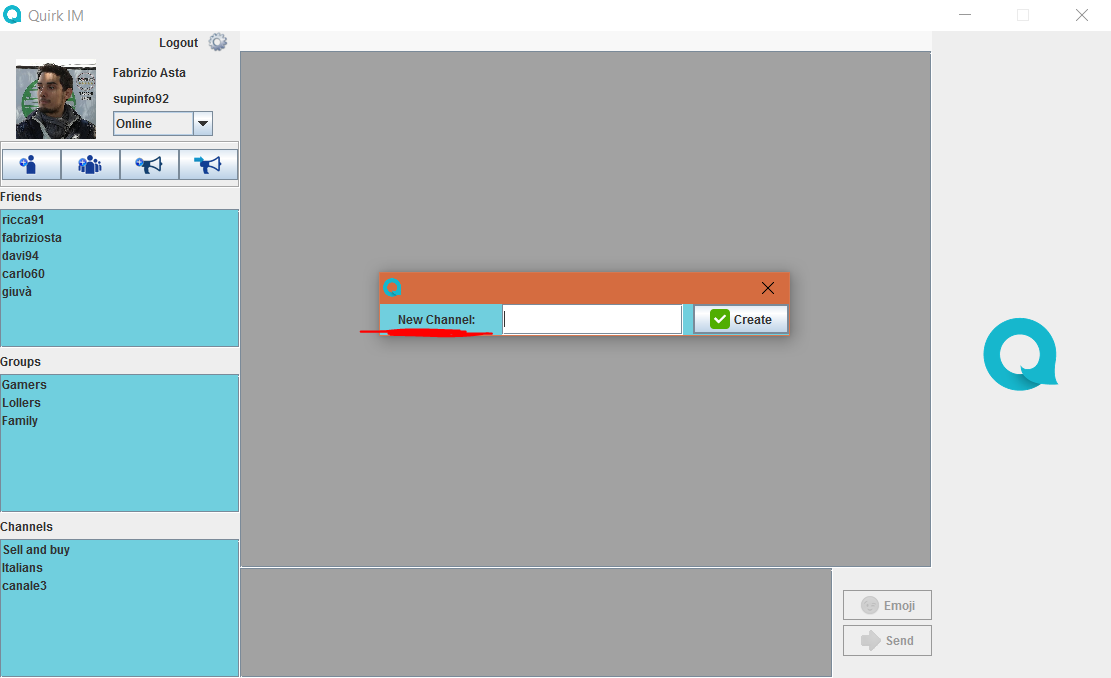 Quirk IM
Logout
Fabrizio Asta
supinfo92
Online
Friends
ricca91
fabriziosta
davi94
carlo60
giuvà
Groups
Gamers
Lollers
Family
Channels
Sell and buy
Italians
canale3
New Channel:
Create
Emoji
Send